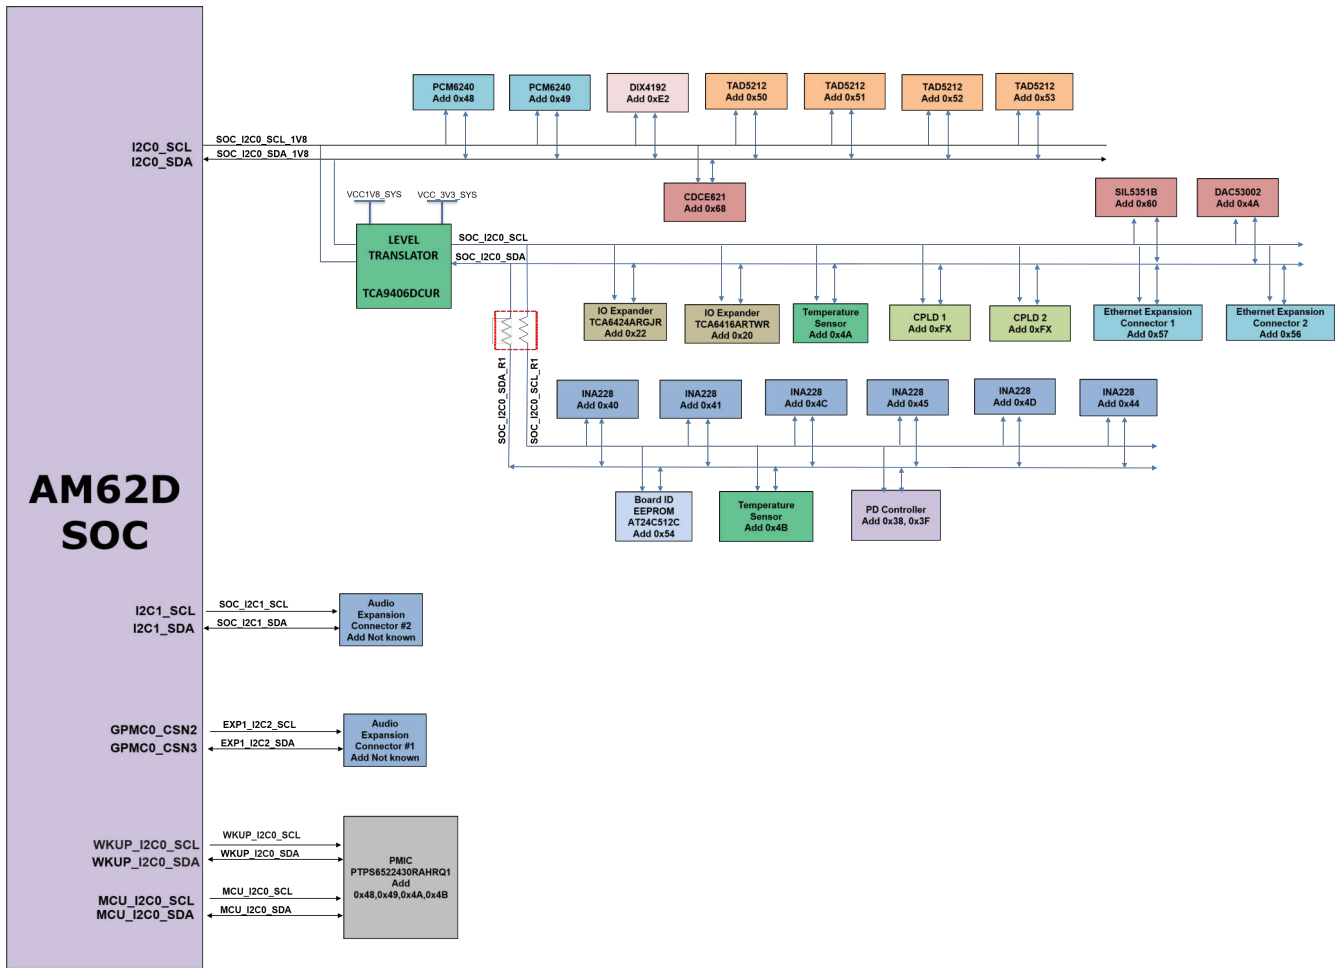 PCM6240
Add 0x48
PCM6240
Add 0x49
DIX4192
Add 0xE2
TAD5212
Add 0x50
TAD5212
Add 0x51
TAD5212
Add 0x52
TAD5212
Add 0x53
I2C0_SCL
I2C0_SDA
SOC_I2C0_SCL_1V8
SOC_I2C0_SDA_1V8
CDCE621
Add 0x68
SIL5351B
Add 0x60
DAC53002
Add 0x4A
VCC1V8_SYS
VCC_3V3_SYS
LEVEL
TRANSLATOR
TCA9406DCUR
SOC_I2C0_SCL
SOC_I2C0_SDA
IO Expander
TCA6424ARGJR
Add 0x22
IO Expander
TCA6416ARTWR
Add 0x20
Temperature
Sensor
Add 0x4A
CPLD 1
Add 0xFX
CPLD 2
Add 0xFX
Ethernet Expansion
Connector 1
Add 0x57
Ethernet Expansion
Connector 2
Add 0x56
SOC_I2C0_SDA_R1
SOC_I2C0_SCL_R1
INA228
Add 0x40
INA228
Add 0x41
INA228
Add 0x4C
INA228
Add 0x45
INA228
Add 0x4D
INA228
Add 0x44
Board ID
EEPROM
AT24C512C
Add 0x54
Temperature
Sensor
Add 0x4B
PD Controller
Add 0x38, 0x3F
AM62D
SOC
I2C1_SCL
I2C1_SDA
SOC_I2C1_SCL
SOC_I2C1_SDA
Audio
Expansion
Connector #2
Add Not known
GPMC0_CSN2
GPMC0_CSN3
EXP1_I2C2_SCL
EXP1_I2C2_SDA
Audio
Expansion
Connector #1
Add Not known
WKUP_I2C0_SCL
WKUP_I2C0_SDA
WKUP_I2C0_SCL
WKUP_I2C0_SDA
MCU_I2C0_SCL
MCU_I2C0_SDA
MCU_I2C0_SCL
MCU_I2C0_SDA
PMIC
PTPS6522430RAHRQ1
Add
0x48,0x49,0x4A,0x4B